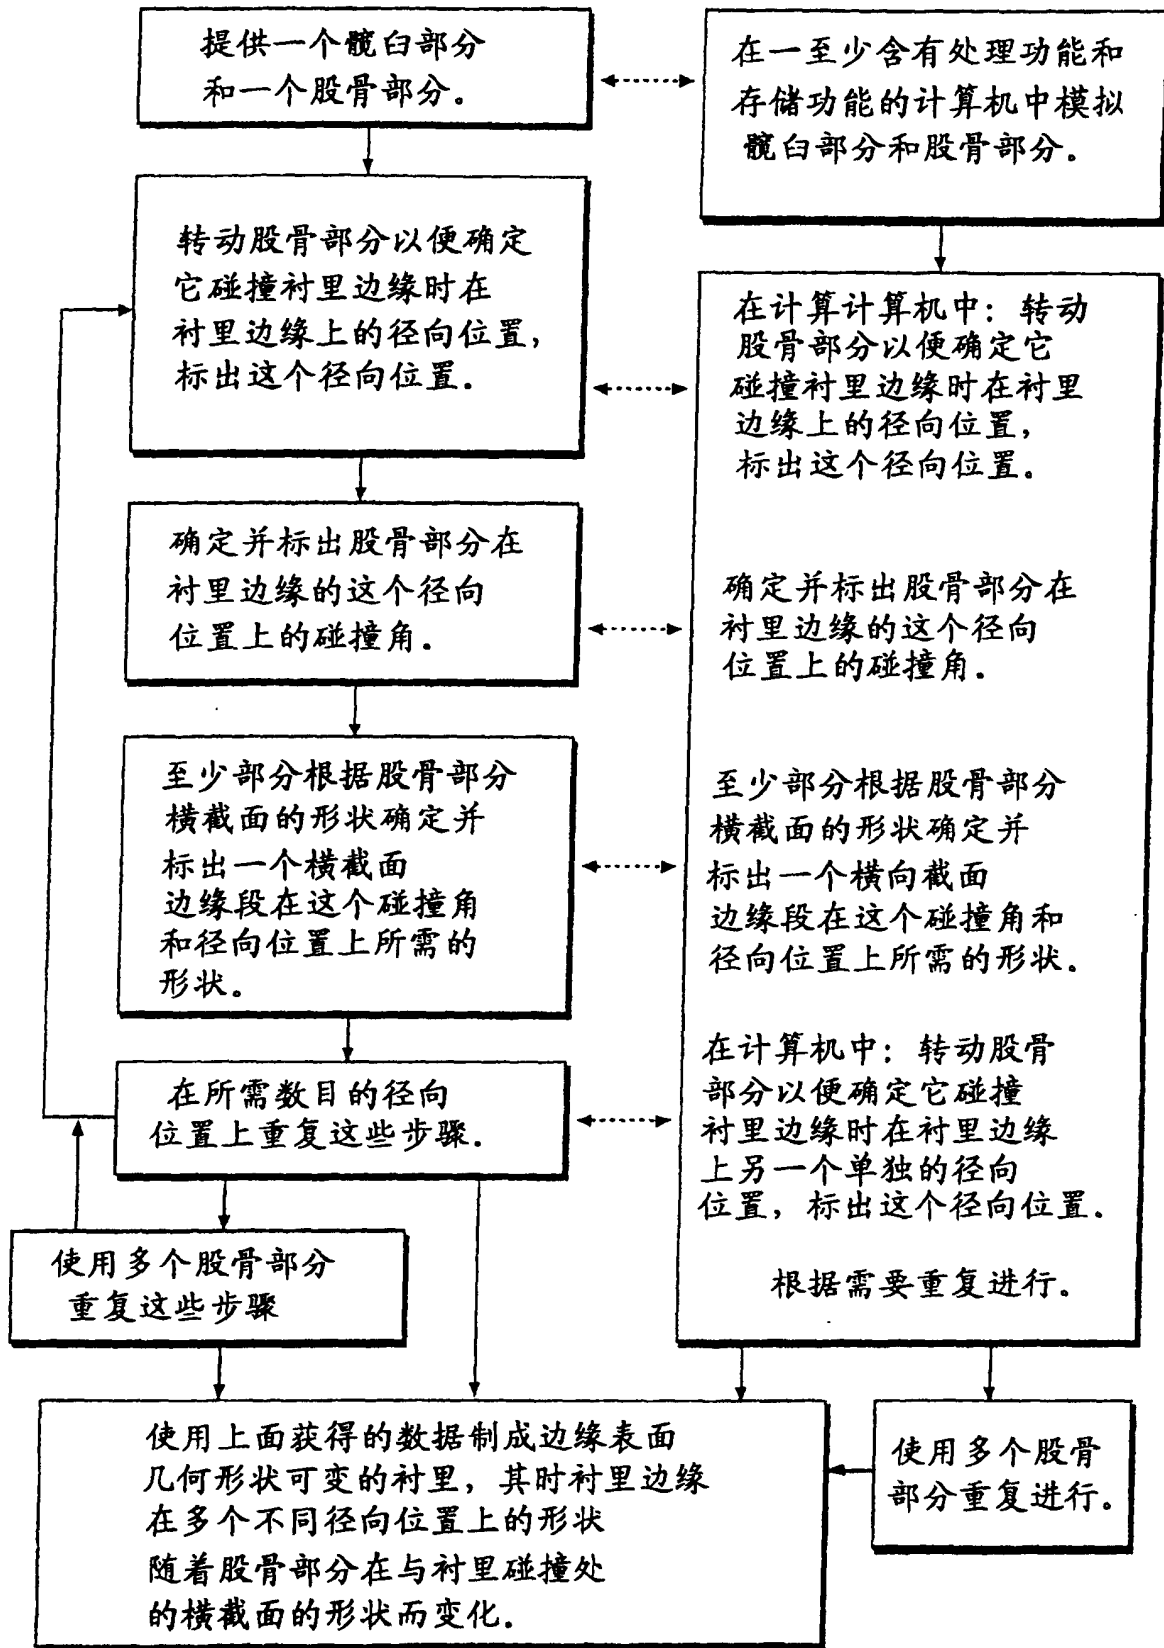 提供一个髋臼部分
和一个股骨部分。
在一至少含有处理功能和
存储功能的计算机中模拟
髋臼部分和股骨部分。
转动股骨部分以便确定
它碰撞衬里边缘时在
衬里边缘上的径向位置，
标出这个径向位置。
在计算计算机中：转动
股骨部分以便确定它
碰撞衬里边缘时在衬里
边缘上的径向位置，
标出这个径向位置。
确定并标出股骨部分在
衬里边缘的这个径向
位置上的碰撞角。
确定并标出股骨部分在
衬里边缘的这个径向
位置上的碰撞角。
至少部分根据股骨部分
横截面的形状确定并
标出一个横截面
边缘段在这个碰撞角
和径向位置上所需的
形状。
至少部分根据股骨部分
横截面的形状确定并
标出一个横向截面
边缘段在这个碰撞角和
径向位置上所需的形状。
在所需数目的径向
位置上重复这些步骤.
在计算机中：转动股骨
部分以便确定它碰撞
衬里边缘时在衬里边缘
上另一个单独的径向
位置，标出这个径向位置.
根据需要重复进行。
使用多个股骨部分
重复这些步骤
使用上面获得的数据制成边缘表面
几何形状可变的衬里，其时衬里边缘
在多个不同径向位置上的形状
随着股骨部分在与衬里碰撞处
的横截面的形状而变化.
使用多个股骨
部分重复进行。